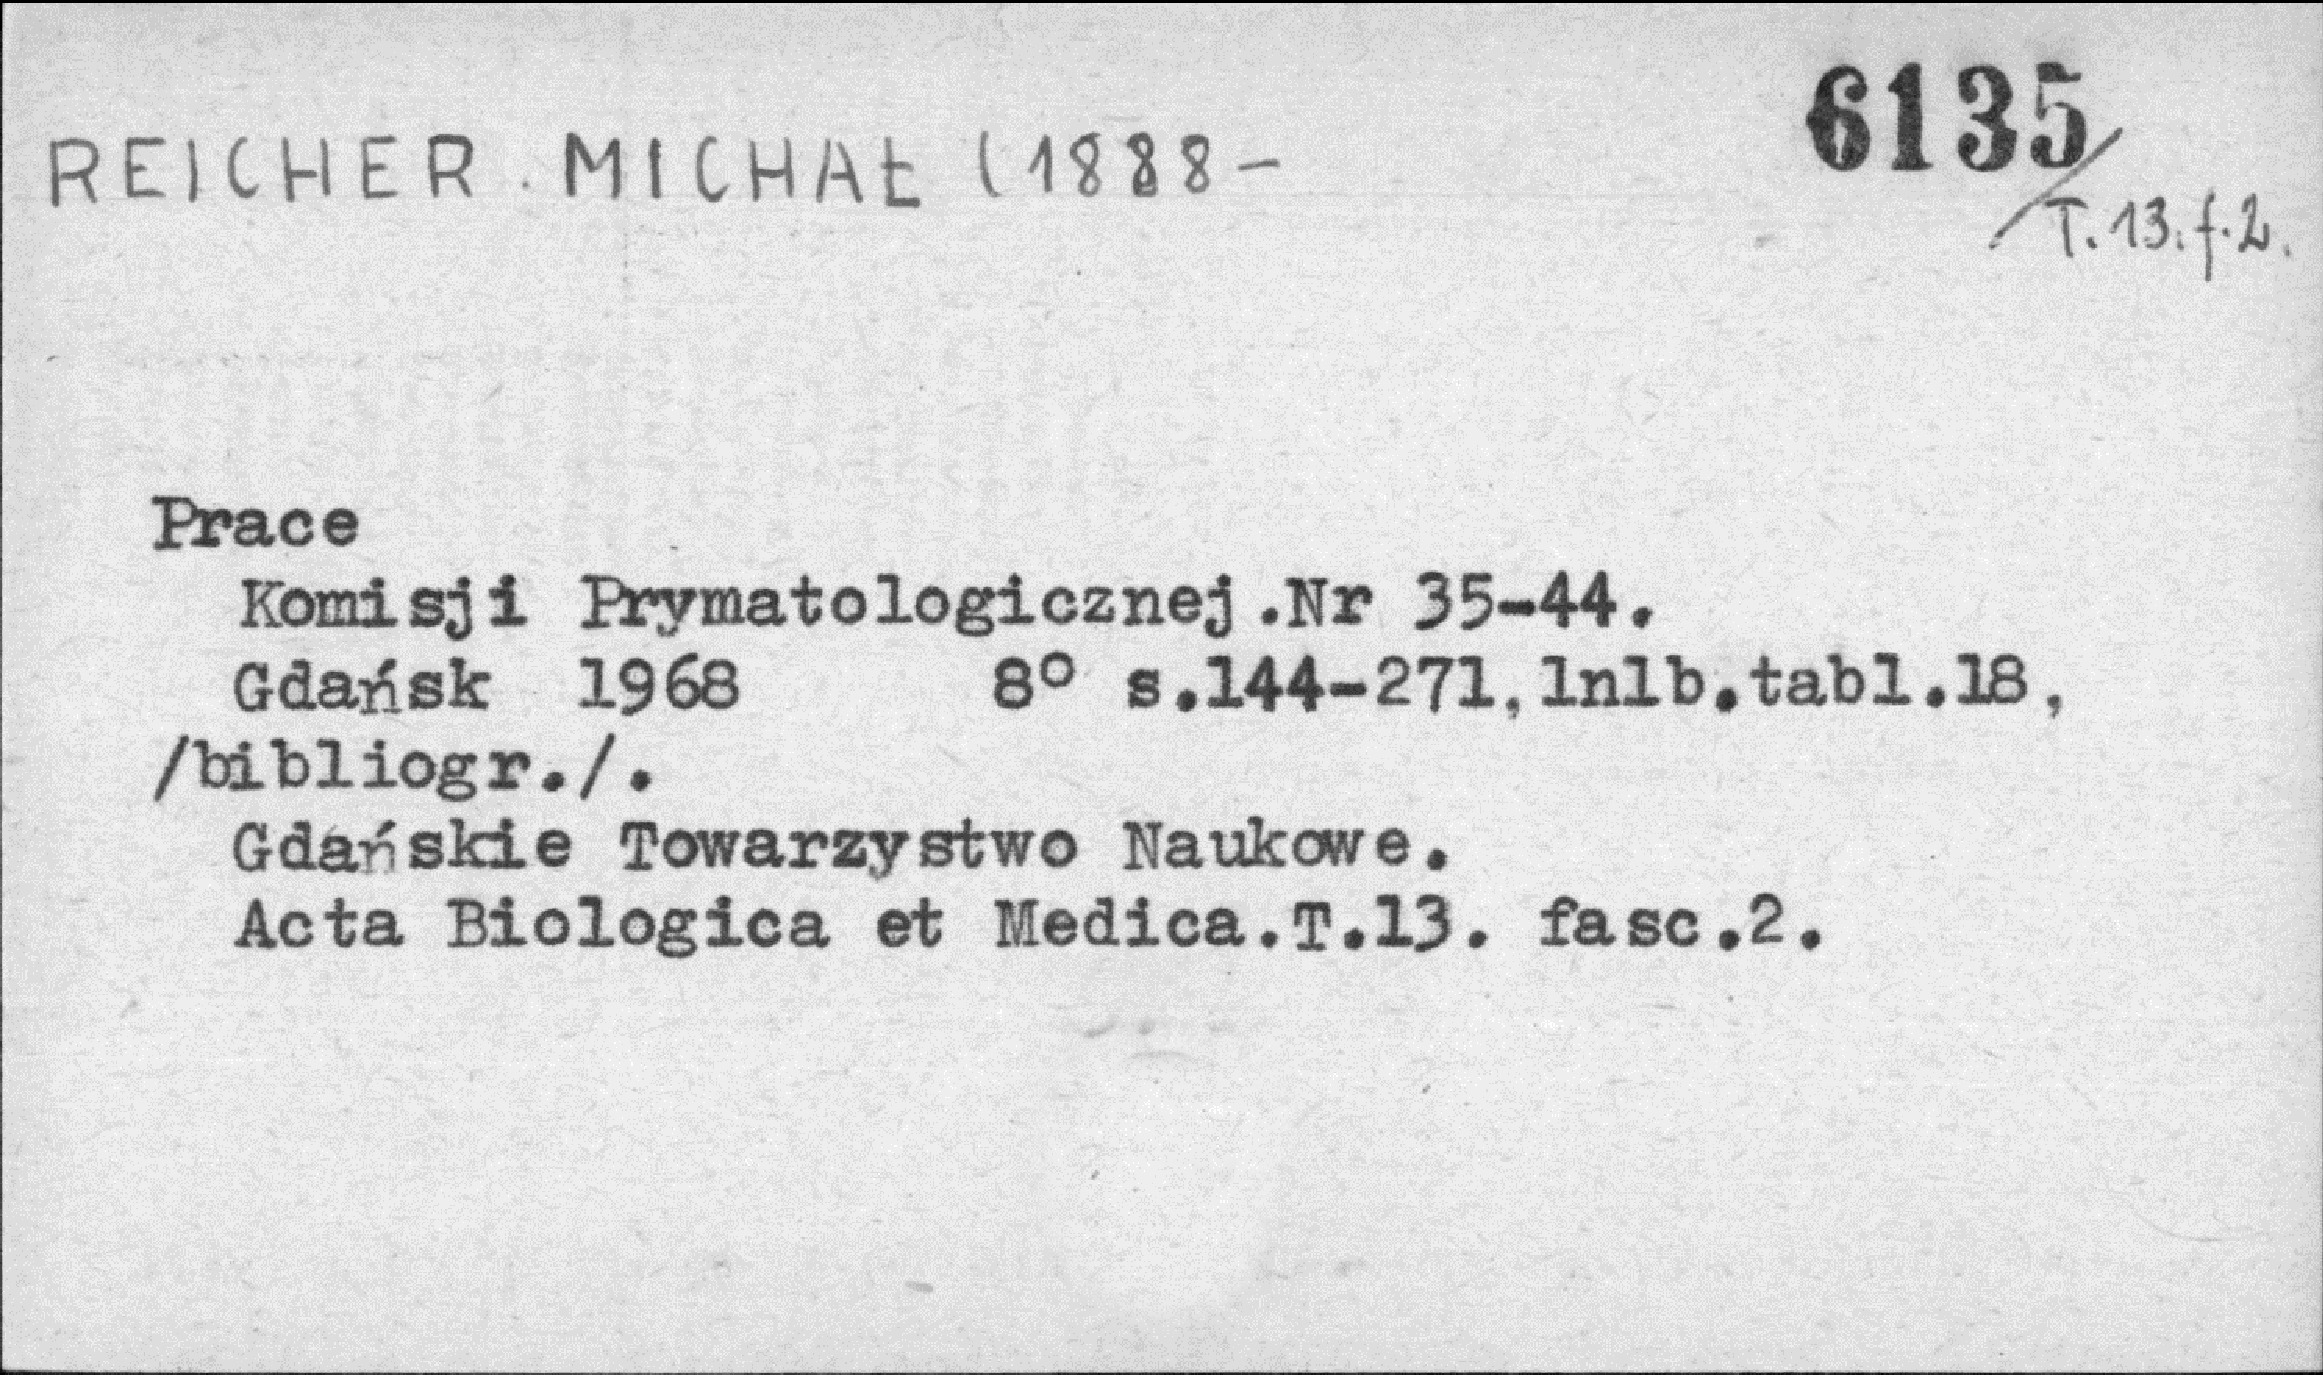 6135
REICHER MICHAŁ (1888-
T.13.f.2.
Prace
Komisji Prymatologicznej.Nr 35-44.
Gdańsk 1968 8° s.144-271,1nlb.tabl.18,
/bibliogr./.
Gdańskie Towarzystwo Naukowe.
Acta Biologica et Medica.T.13. fasc.2.